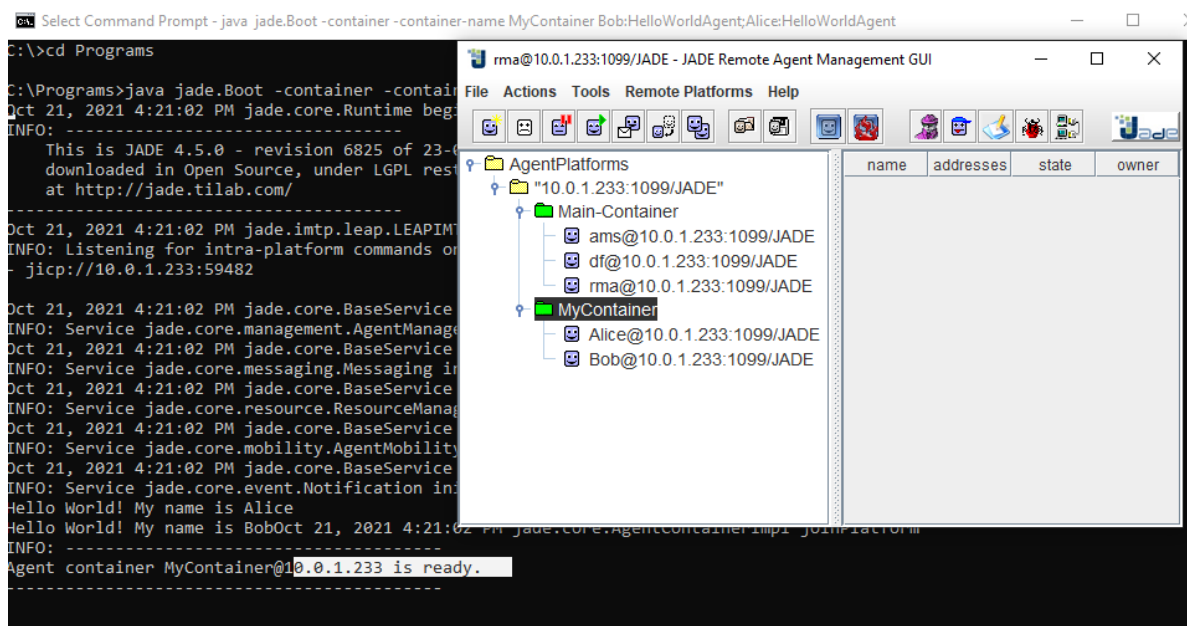 Select Command Prompt - java jade.Boot -container -container-name MyContainer Bob:HelloWorldAgent;Alice:HelloWorldAgent
C:\>cd Programs
C:\Programs>java jade.Boot -container -contair
Oct 21, 2021 4:21:02 PM jade.core.Runtime begi
INFO: ----------------------------------
This is JADE 4.5.0 - revision 6825 of 23-0
downloaded in Open Source, under LGPL rest
at http://jade.tilab.com/
----------------------------------------
Oct 21, 2021 4:21:02 PM jade.imtp.leap.LEAPIMT
INFO: Listening for intra-platform commands or
- jicp://10.0.1.233:59482
Oct 21, 2021 4:21:02 PM jade.core.BaseService
INFO: Service jade.core.management.AgentManage
Oct 21, 2021 4:21:02 PM jade.core.BaseService
INFO: Service jade.core.messaging.Messaging in
Oct 21, 2021 4:21:02 PM jade.core.BaseService
INFO: Service jade.core.resource.ResourceManag
Oct 21, 2021 4:21:02 PM jade.core.BaseService
INFO: Service jade.core.mobility.AgentMobility
Oct 21, 2021 4:21:02 PM jade.core.BaseService
INFO: Service jade.core.event.Notification ini
Hello World! My name is Alice
Hello World! My name is BobOct 21, 2021 4:21:02 PM jade.core.AgentContainerImpl joinPlatform
INFO: --------------------------------------
Agent container MyContainer@10.0.1.233 is ready.
--------------------------------------------
rma@10.0.1.233:1099/JADE - JADE Remote Agent Management GUI
File Actions Tools Remote Platforms Help
Jade
AgentPlatforms
"10.0.1.233:1099/JADE"
Main-Container
ams@10.0.1.233:1099/JADE
df@10.0.1.233:1099/JADE
rma@10.0.1.233:1099/JADE
MyContainer
Alice@10.0.1.233:1099/JADE
Bob@10.0.1.233:1099/JADE
name addresses state owner